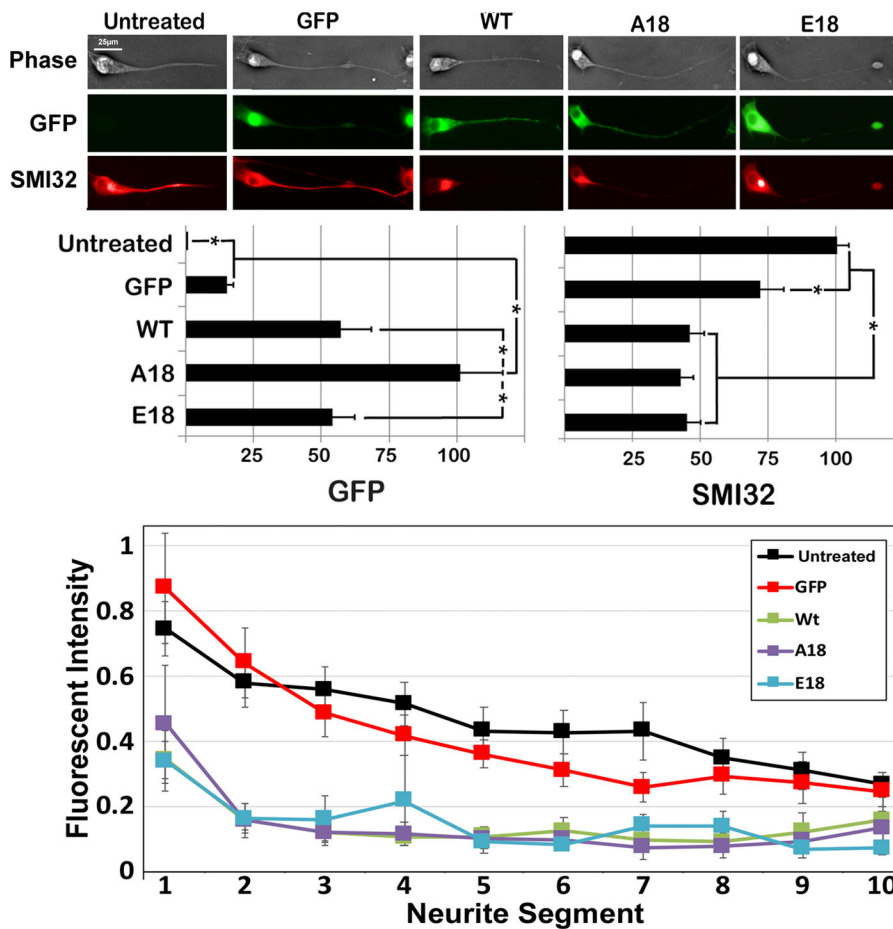 Untreated GFP WT A18 E18
25µm
Phase
GFP
SMI32
Untreated
*
GFP
*
WT
*
*
*
A18
*
E18
25 50 75 100
25 50 75 100
GFP
SMI32
Fluorescent Intensity
1
0.8
0.6
0.4
0.2
0
Untreated
GFP
Wt
A18
E18
1 2 3 4 5 6 7 8 9 10
Neurite Segment